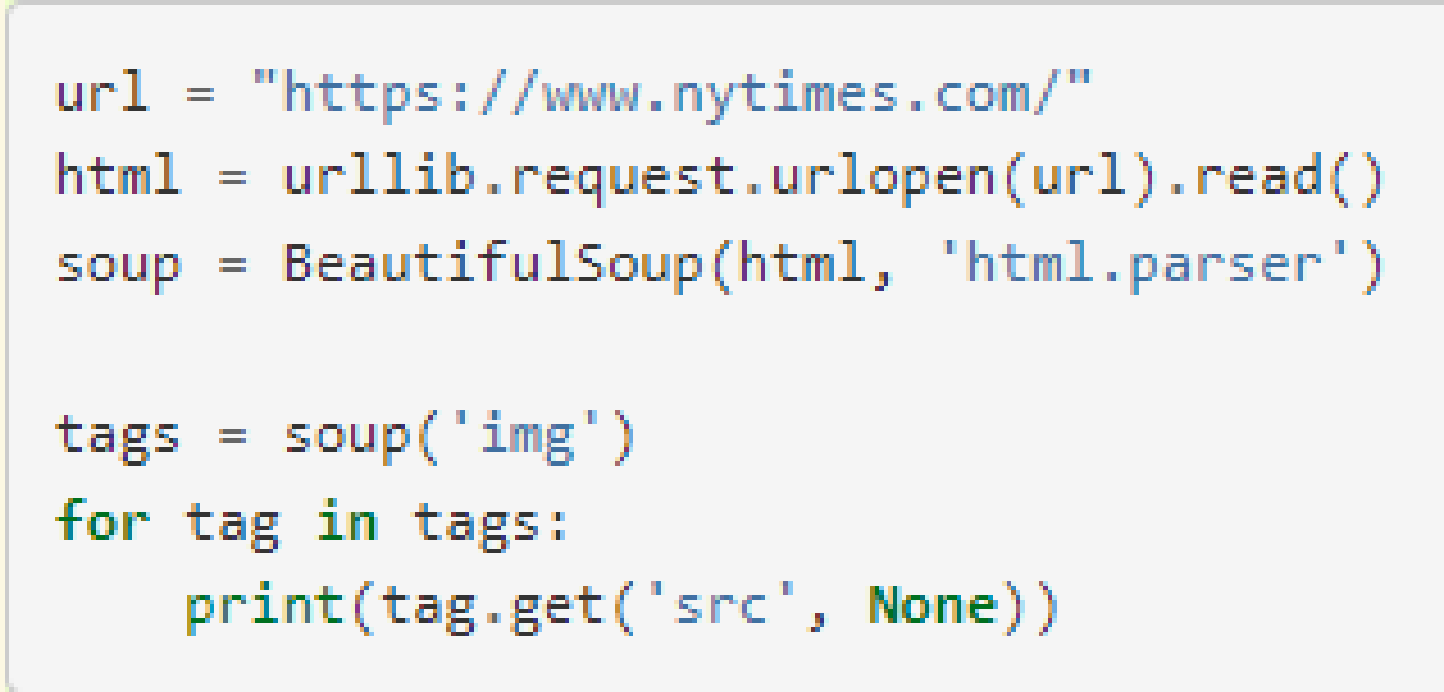 url = "https://www.nytimes.com/"
html = urllib.request.urlopen(url).read()
soup = BeautifulSoup(html, 'html.parser')

tags = soup('img')
for tag in tags:
    print(tag.get('src', None))